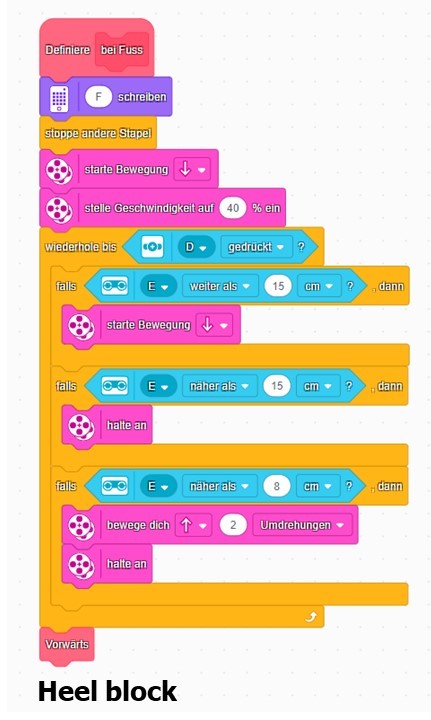 Definiere bei Fuss
F schreiben
stoppe andere Stapel
starte Bewegung ↓
stelle Geschwindigkeit auf 40 % ein
wiederhole bis D gedrückt ?
falls E weiter als 15 cm ? , dann
starte Bewegung ↓
falls E näher als 15 cm ? , dann
halte an
falls E näher als 8 cm ? , dann
bewege dich ↑ 2 Umdrehungen
halte an
Vorwärts
Heel block